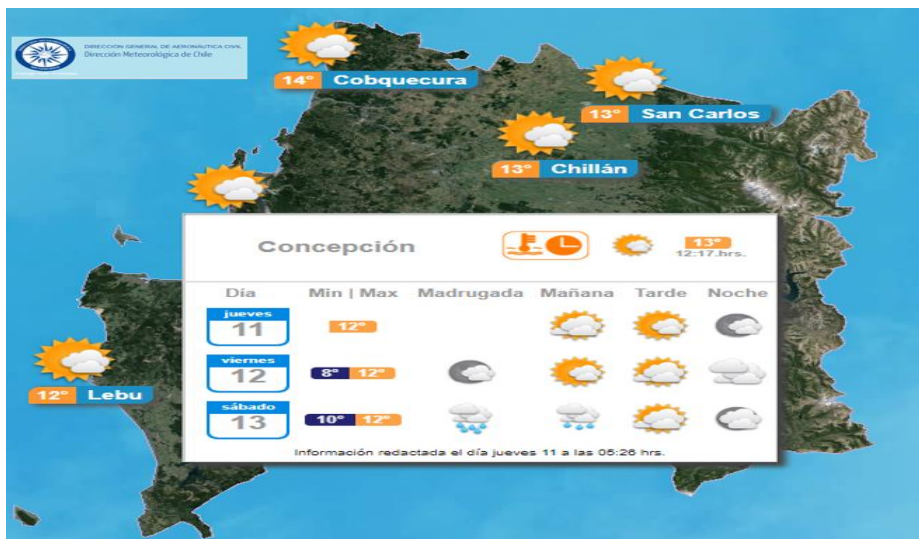 DIRECCIÓN GENERAL DE AERONÁUTICA CIVIL
Dirección Meteorológica de Chile
14° Cobquecura
13° San Carlos
13° Chillán
Concepción
13°
12:17.hrs.
Día Min | Max Madrugada Mañana Tarde Noche
jueves
11 12°
viernes
12 8° 12°
sábado
13 10° 12°
Información redactada el día jueves 11 a las 05:26 hrs.
12° Lebu